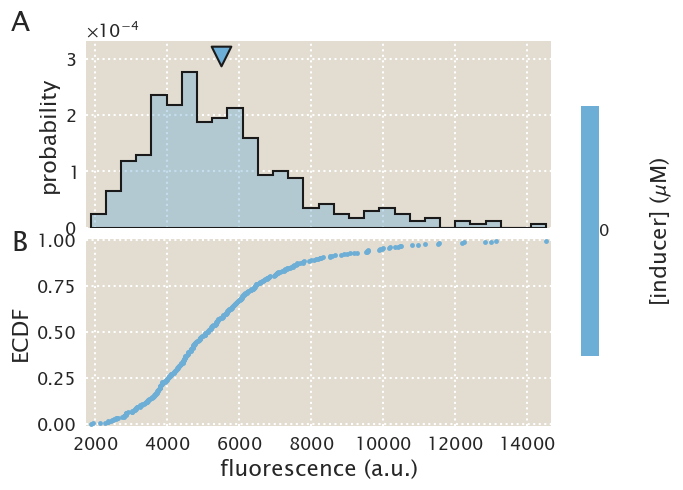 A
×10⁻⁴
3
2
1
0
probability
B
1.00
0.75
0.50
0.25
0.00
ECDF
2000 4000 6000 8000 10000 12000 14000
fluorescence (a.u.)
0
[inducer] (μM)